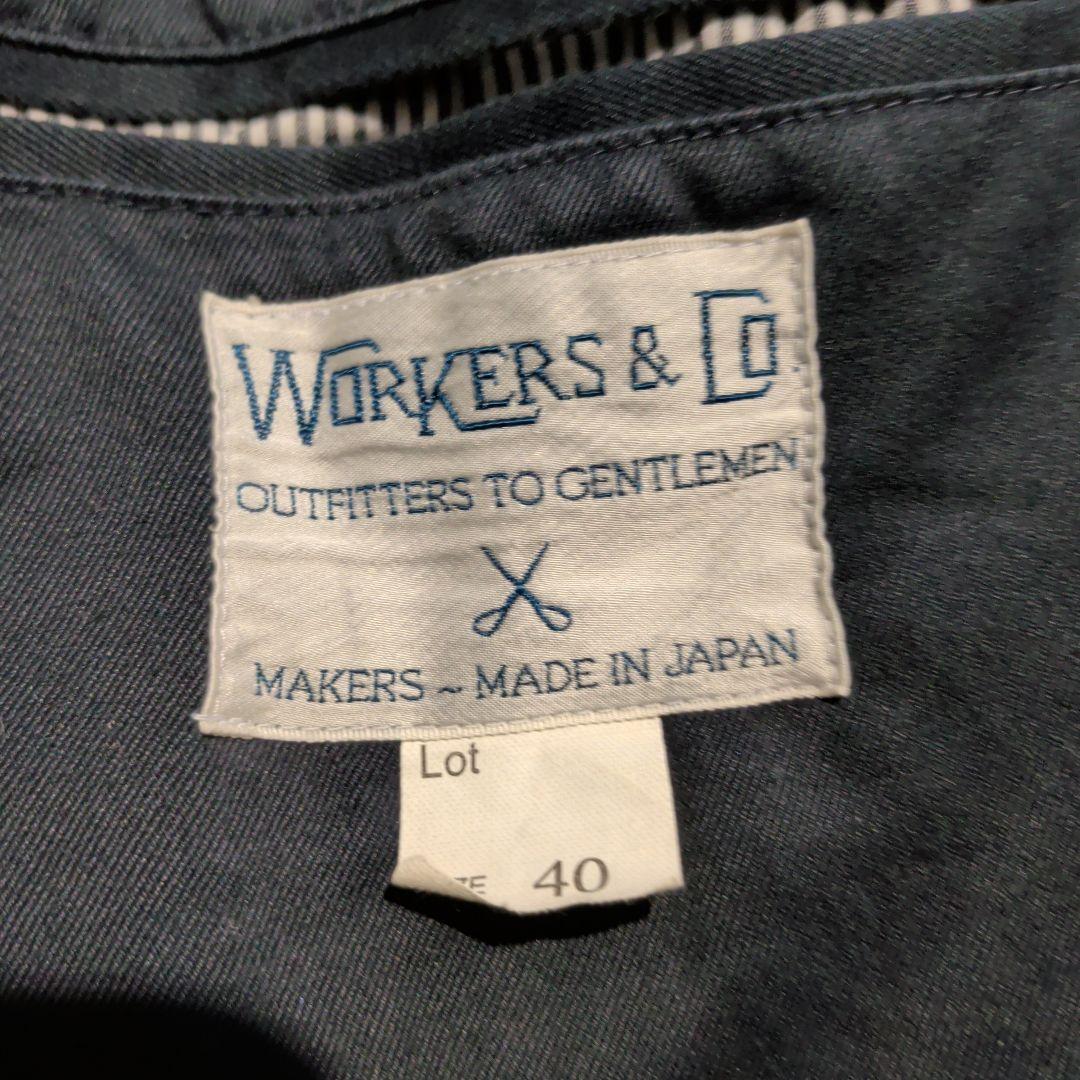 WORKERS & CO.
OUTFITTERS TO GENTLEMEN
MAKERS ~ MADE IN JAPAN
Lot
40